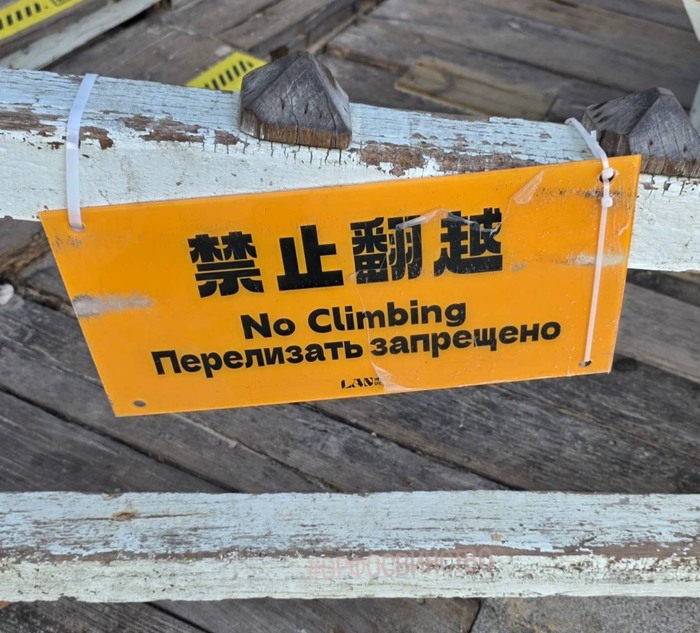 禁止翻越
No Climbing
Перелизать запрещено